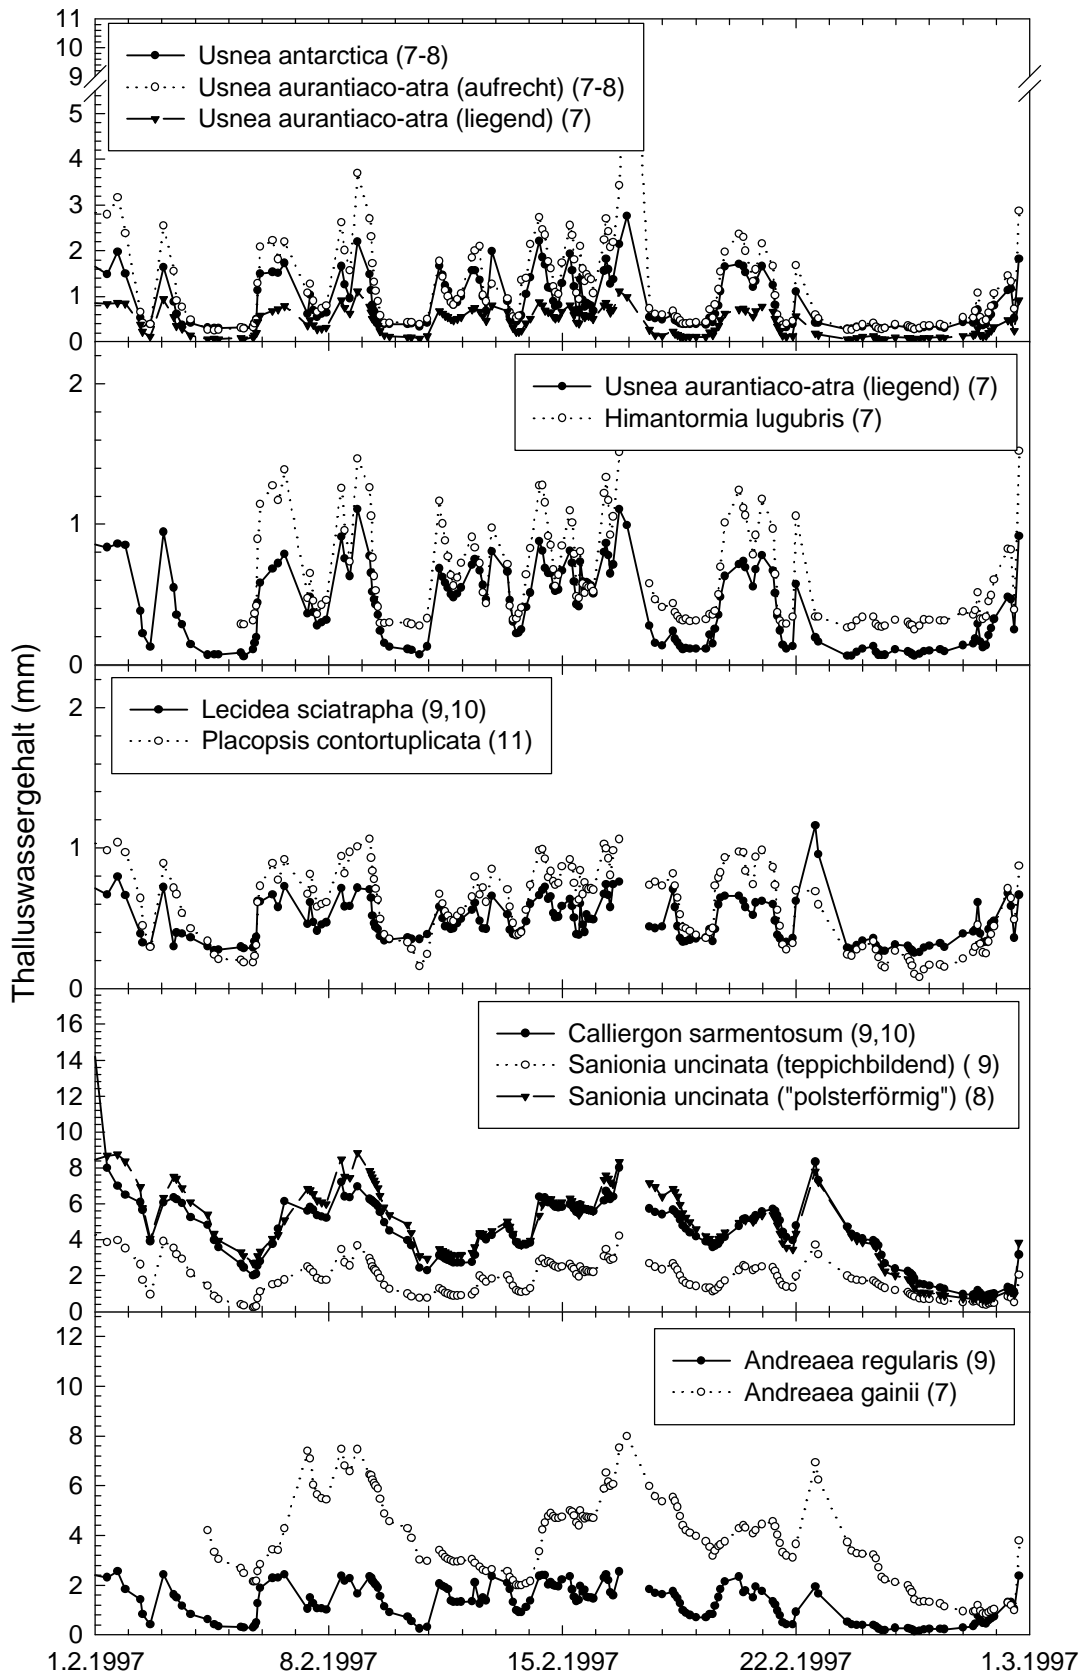 Thalluswassergehalt (mm)
11
10
9
5
4
3
2
1
0
Usnea antarctica (7-8)
Usnea aurantiaco-atra (aufrecht) (7-8)
Usnea aurantiaco-atra (liegend) (7)
2
1
0
Usnea aurantiaco-atra (liegend) (7)
Himantormia lugubris (7)
2
1
0
Lecidea sciatrapha (9,10)
Placopsis contortuplicata (11)
16
14
12
10
8
6
4
2
0
Calliergon sarmentosum (9,10)
Sanionia uncinata (teppichbildend) ( 9)
Sanionia uncinata ("polsterförmig") (8)
12
10
8
6
4
2
0
Andreaea regularis (9)
Andreaea gainii (7)
1.2.1997 8.2.1997 15.2.1997 22.2.1997 1.3.1997